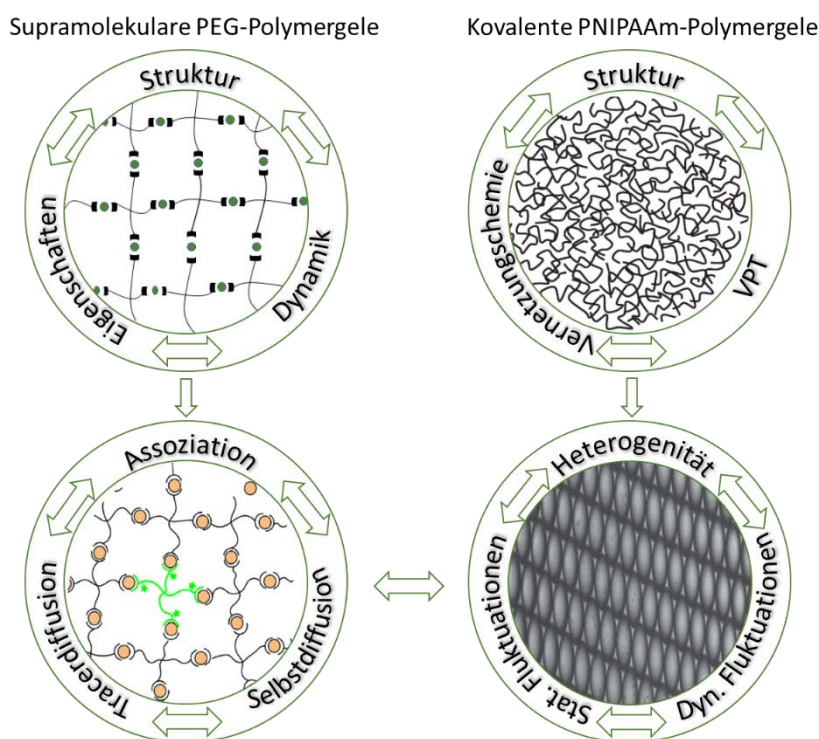 Supramolekulare PEG-Polymergele
Kovalente PNIPAAm-Polymergele
Struktur
Eigenschaften
Dynamik
Struktur
Vernetzungschemie
VPT
Assoziation
Tracerdiffusion
Selbstdiffusion
Heterogenität
Stat. Fluktuationen
Dyn. Fluktuationen